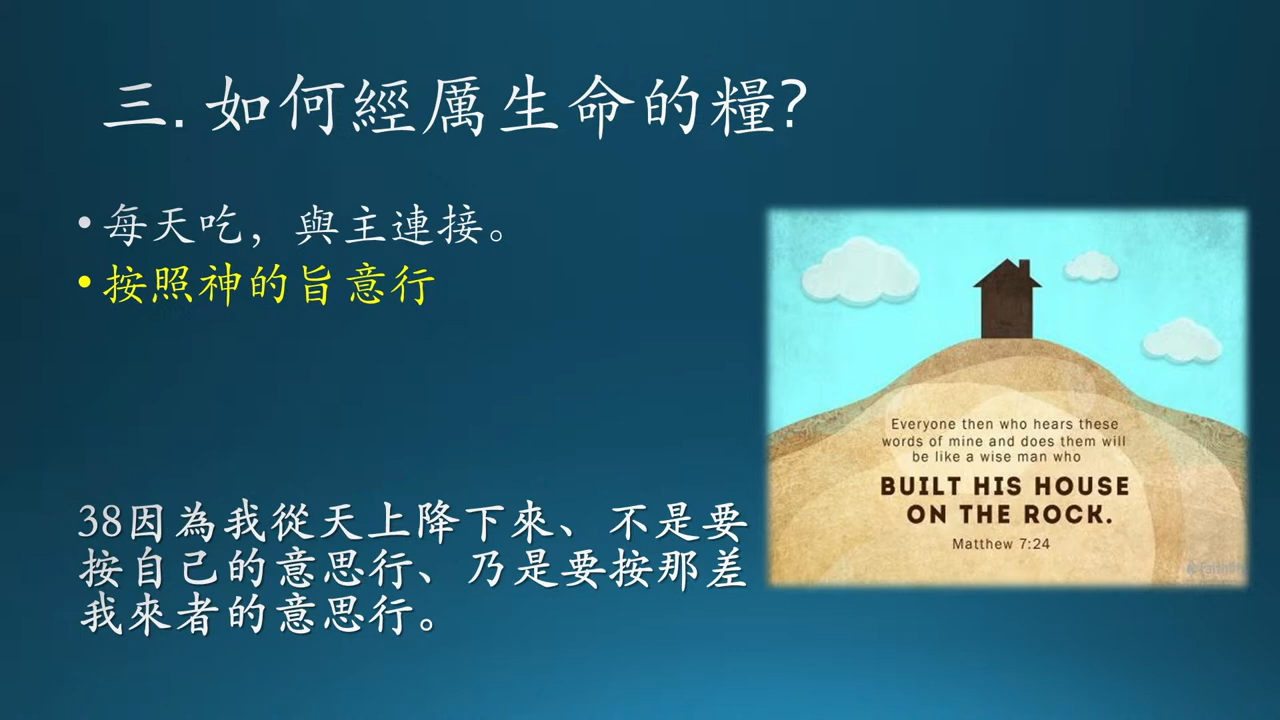 三. 如何經厲生命的糧?
•每天吃，與主連接。
•按照神的旨意行
38因為我從天上降下來、不是要
按自己的意思行、乃是要按那差
我來者的意思行。
Everyone then who hears these
words of mine and does them will
be like a wise man who
BUILT HIS HOUSE
ON THE ROCK.
Matthew 7:24